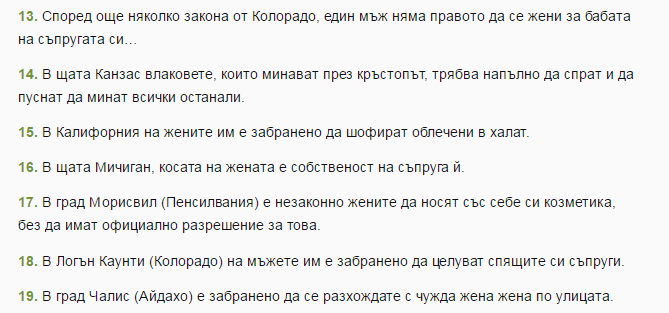 13. Според още няколко закона от Колорадо, един мъж няма правото да се жени за бабата
на съпругата си...
14. В щата Канзас влаковете, които минават през кръстопът, трябва напълно да спрат и да
пуснат да минат всички останали.
15. В Калифорния на жените им е забранено да шофират облечени в халат.
16. В щата Мичиган, косата на жената е собственост на съпруга й.
17. В град Морисвил (Пенсилвания) е незаконно жените да носят със себе си козметика,
без да имат официално разрешение за това.
18. В Логън Каунти (Колорадо) на мъжете им е забранено да целуват спящите си съпруги.
19. В град Чалис (Айдахо) е забранено да се разхождате с чужда жена жена по улицата.